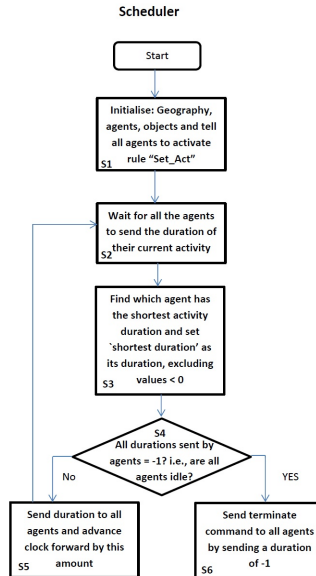 Scheduler
Start
Initialise: Geography,
agents, objects and tell
all agents to activate
rule “Set_Act”
S1
Wait for all the agents
to send the duration of
their current activity
S2
Find which agent has
the shortest activity
duration and set
`shortest duration’ as
its duration, excluding
values < 0
S3
S4
All durations sent by
agents = -1? i.e., are all
agents idle?
No
YES
Send duration to all
agents and advance
clock forward by this
amount
S5
Send terminate
command to all agents
by sending a duration
of -1
S6